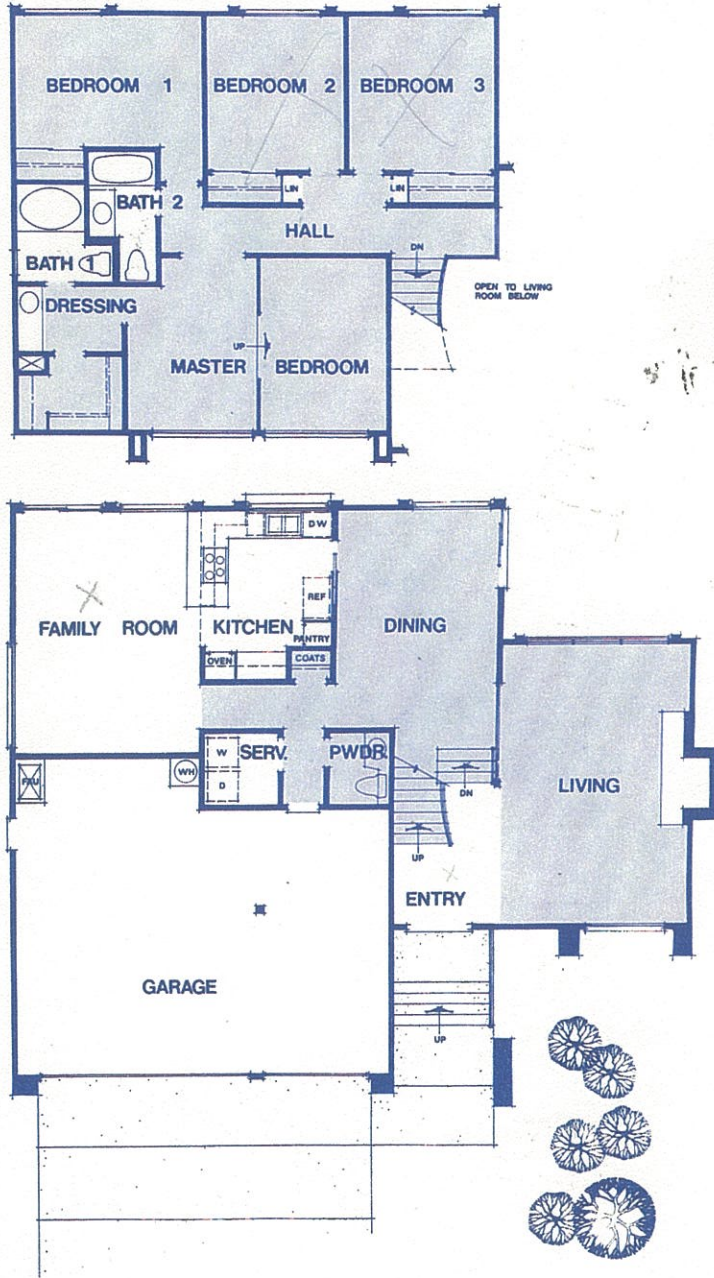 BEDROOM 1
BEDROOM 2
BEDROOM 3
LIN
LIN
BATH 2
HALL
BATH 1
DN
OPEN TO LIVING
ROOM BELOW
DRESSING
UP
MASTER BEDROOM
DW
REF
FAMILY ROOM
KITCHEN
DINING
PANTRY
OVEN
COATS
W
SERV.
PWDR.
FAU
WH
D
DN
LIVING
UP
ENTRY
GARAGE
UP